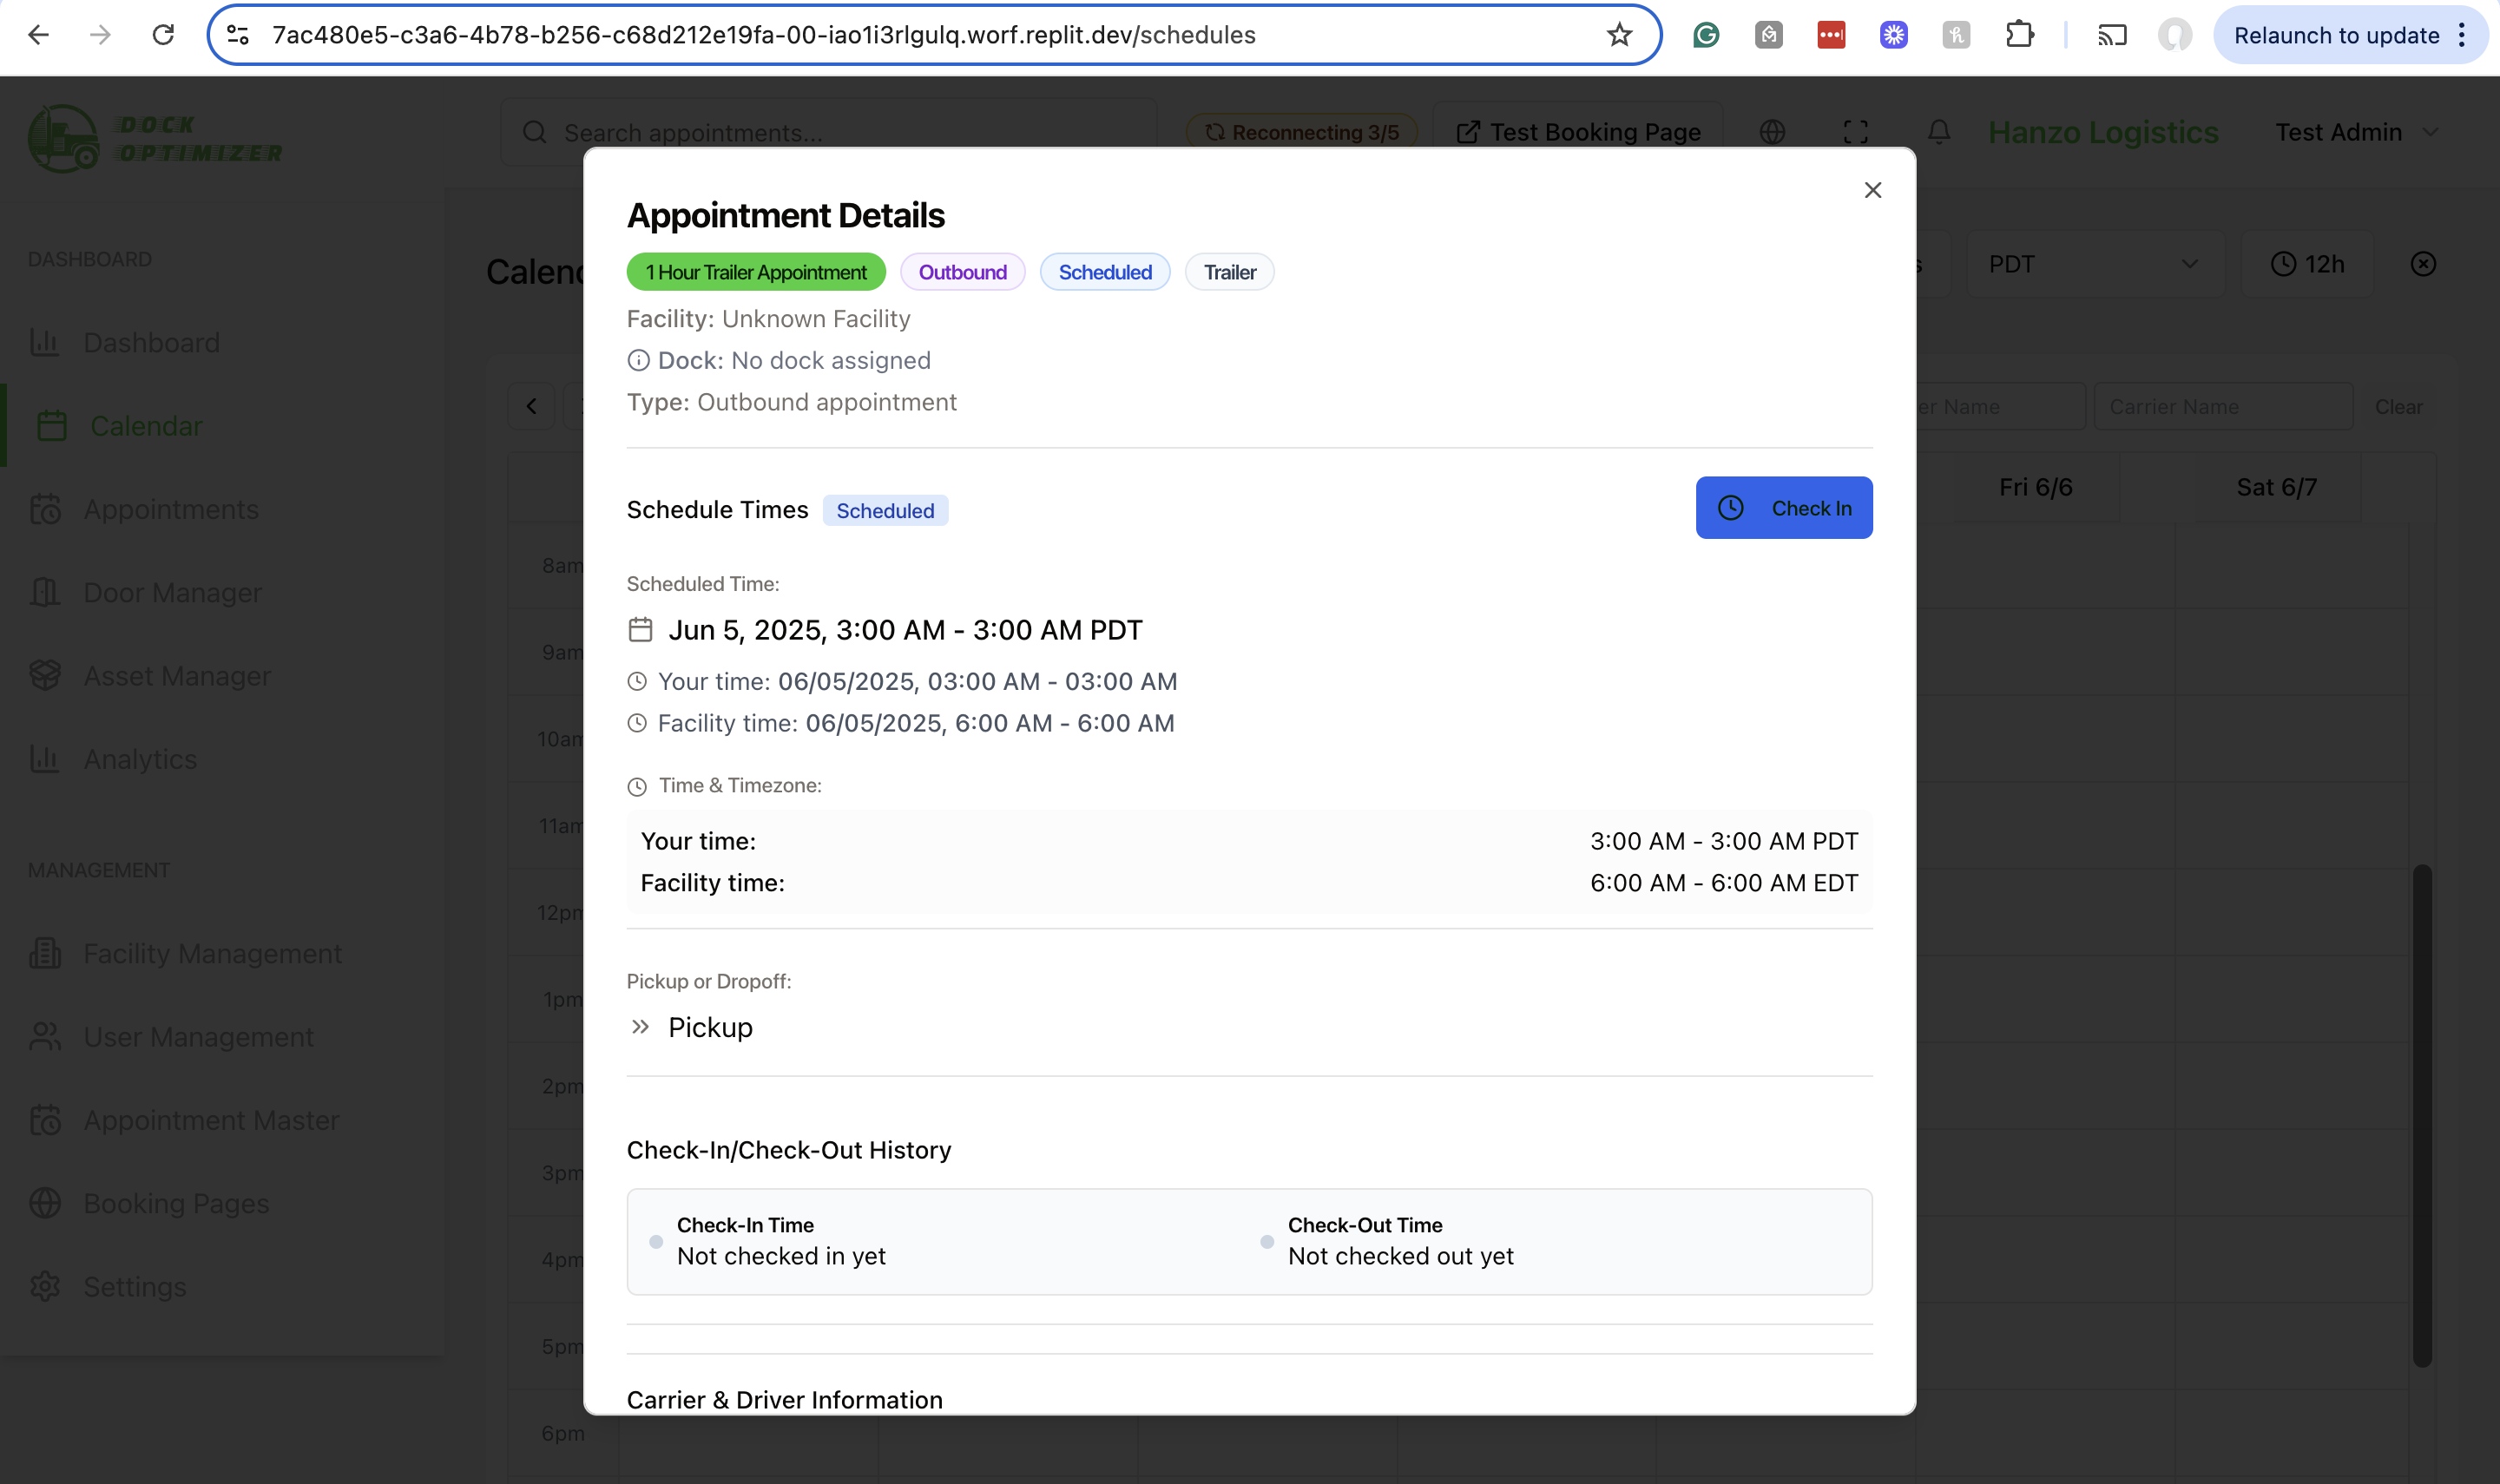 7ac480e5-c3a6-4b78-b256-c68d212e19fa-00-iao1i3rlgulq.worf.replit.dev/schedules
Relaunch to update
DOCK
OPTIMIZER
Search appointments...
Reconnecting 3/5
Test Booking Page
Hanzo Logistics
Test Admin
DASHBOARD
Dashboard
Calendar
Appointments
Door Manager
Asset Manager
Analytics
MANAGEMENT
Facility Management
User Management
Appointment Master
Booking Pages
Settings
PDT
12h
Carrier Name
Clear
Fri 6/6
Sat 6/7
8am
9am
10am
11am
12pm
1pm
2pm
3pm
4pm
5pm
6pm
Appointment Details
1 Hour Trailer Appointment
Outbound
Scheduled
Trailer
Facility: Unknown Facility
Dock: No dock assigned
Type: Outbound appointment
Schedule Times
Scheduled
Check In
Scheduled Time:
Jun 5, 2025, 3:00 AM - 3:00 AM PDT
Your time: 06/05/2025, 03:00 AM - 03:00 AM
Facility time: 06/05/2025, 6:00 AM - 6:00 AM
Time & Timezone:
Your time: 3:00 AM - 3:00 AM PDT
Facility time: 6:00 AM - 6:00 AM EDT
Pickup or Dropoff:
Pickup
Check-In/Check-Out History
Check-In Time
Not checked in yet
Check-Out Time
Not checked out yet
Carrier & Driver Information